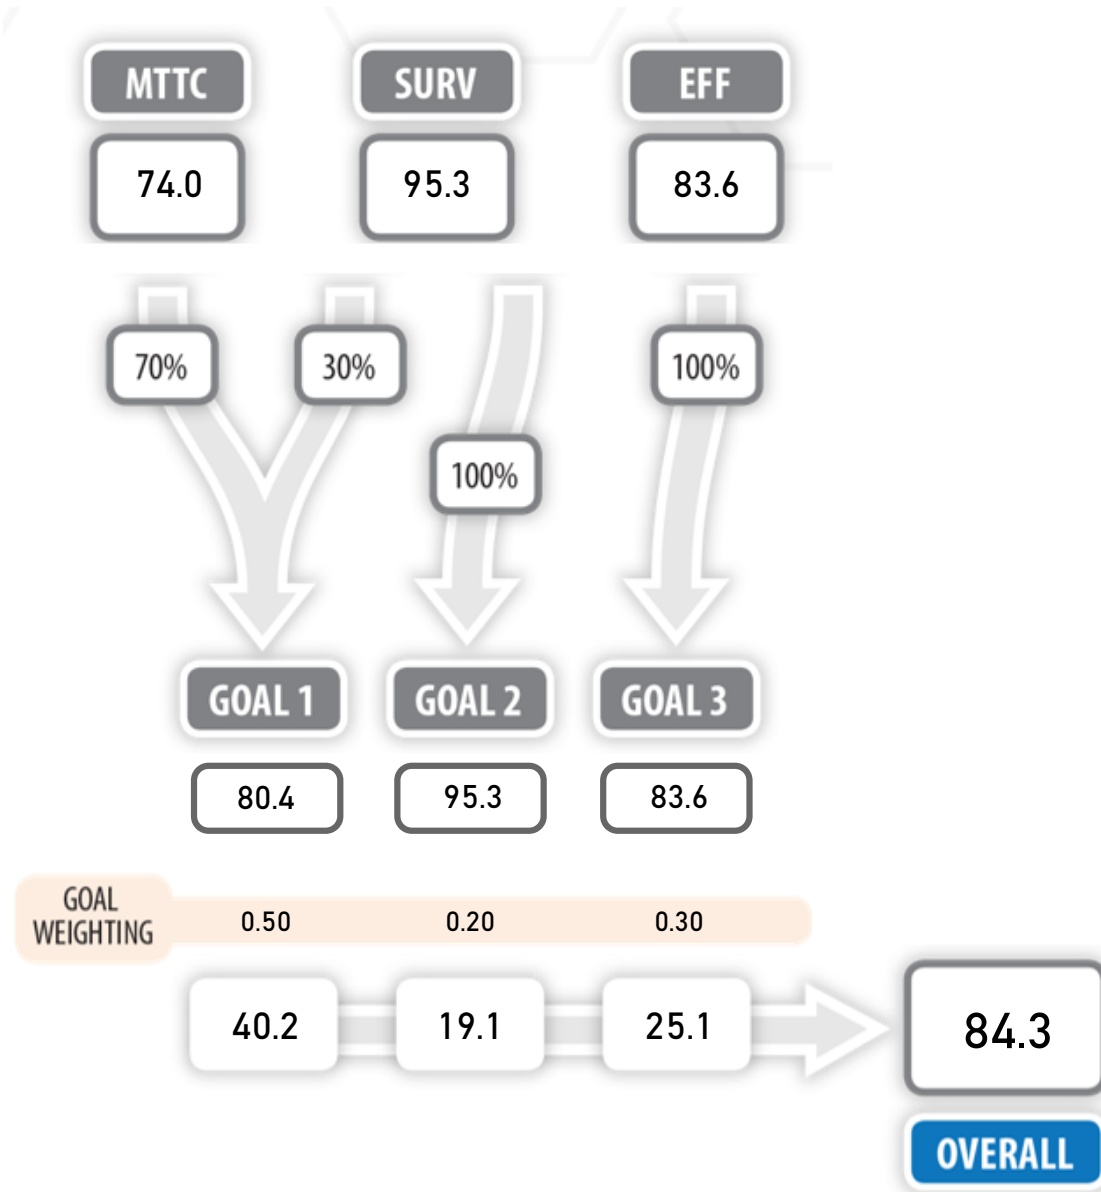 MTTC SURV EFF
74.0 95.3 83.6
70% 30% 100%
100%
GOAL 1 GOAL 2 GOAL 3
80.4 95.3 83.6
GOAL
WEIGHTING 0.50 0.20 0.30
40.2 19.1 25.1 84.3
OVERALL